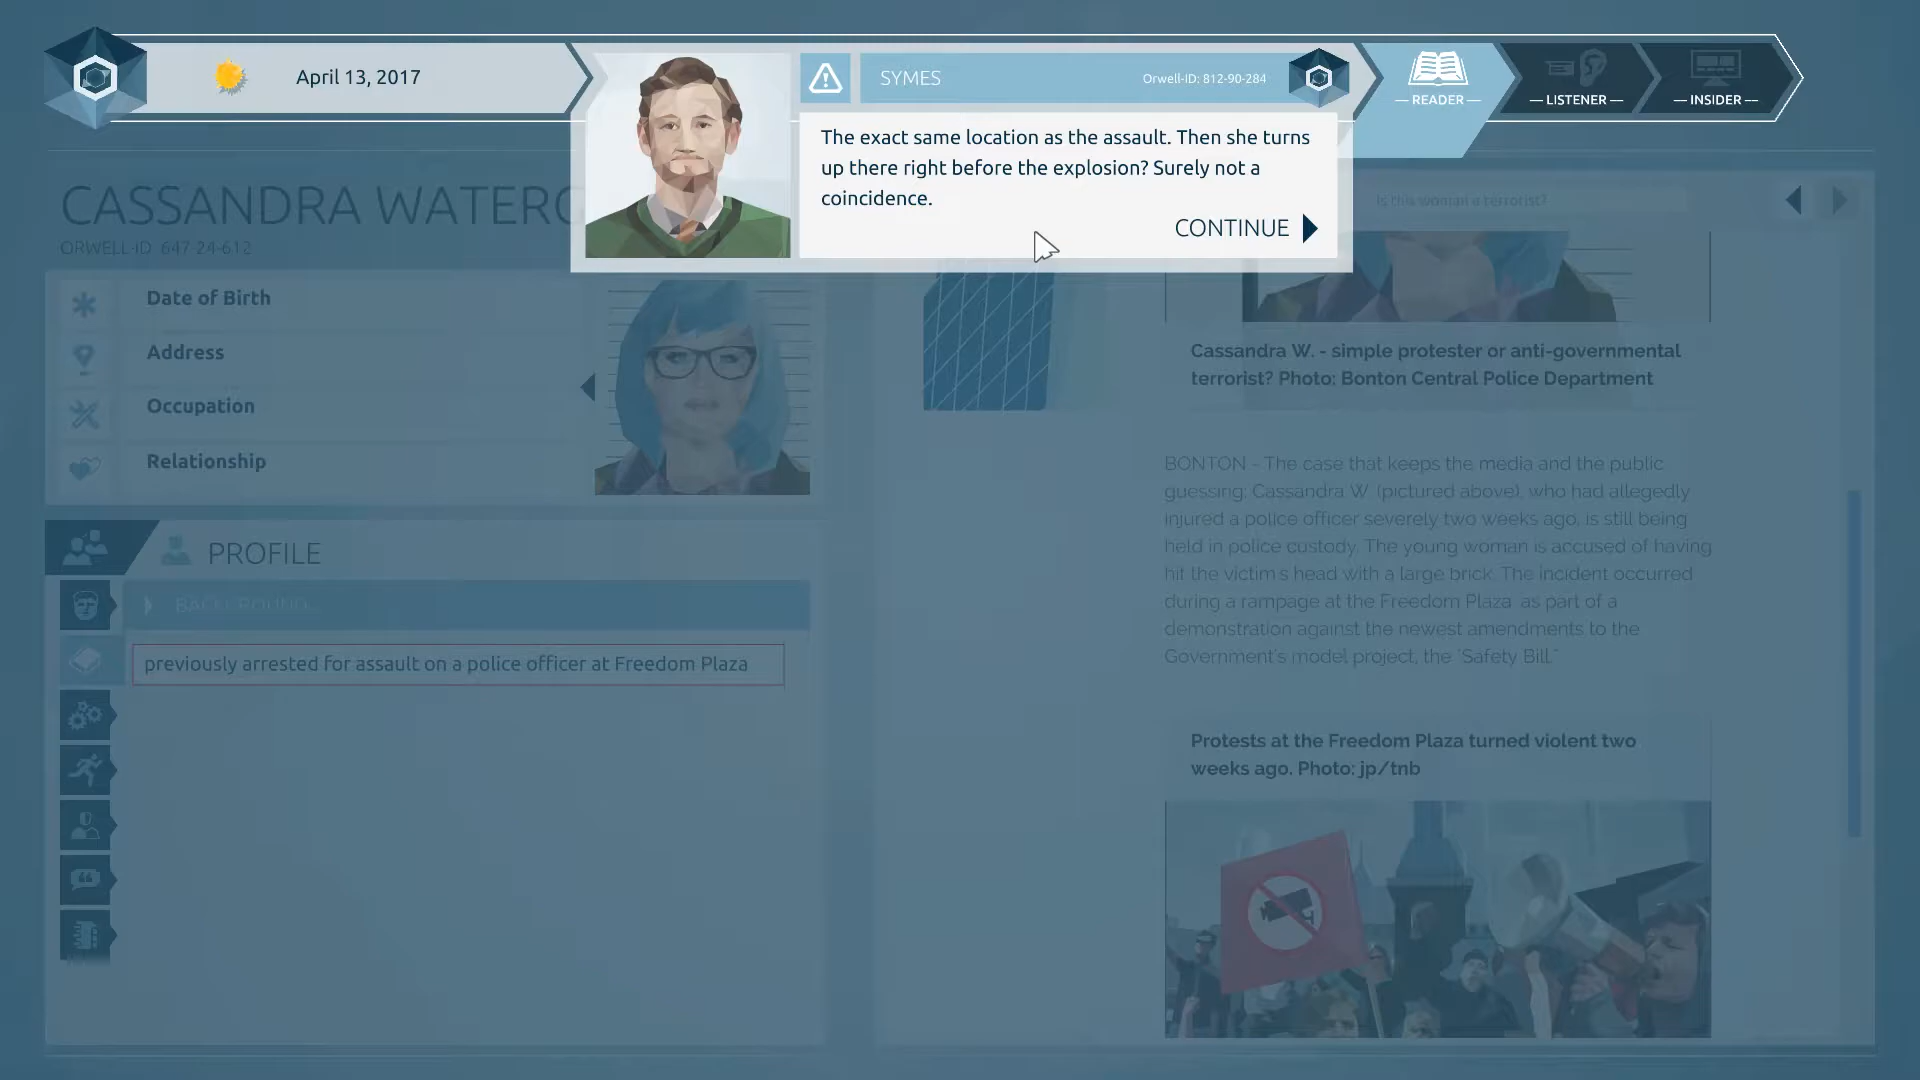 April 13, 2017
SYMES
Orwell-ID: 812-90-284
READER
LISTENER
INSIDER
The exact same location as the assault. Then she turns
up there right before the explosion? Surely not a
coincidence.
CONTINUE
CASSANDRA
ORWELL-ID 647-24-612
Date of Birth
Address
Occupation
Relationship
PROFILE
BACKGROUND
previously arrested for assault on a police officer at Freedom Plaza
Is this woman a terrorist?
Cassandra W. - simple protester or anti-governmental
terrorist? Photo: Bonton Central Police Department
BONTON - The case that keeps the media and the public
guessing: Cassandra W. (pictured above), who had allegedly
injured a police officer severely two weeks ago, is still being
held in police custody. The young woman is accused of having
hit the victim's head with a large brick. The incident occurred
during a rampage at the Freedom Plaza as part of a
demonstration against the newest amendments to the
Government's model project, the "Safety Bill."
Protests at the Freedom Plaza turned violent two
weeks ago. Photo: jp/tnb